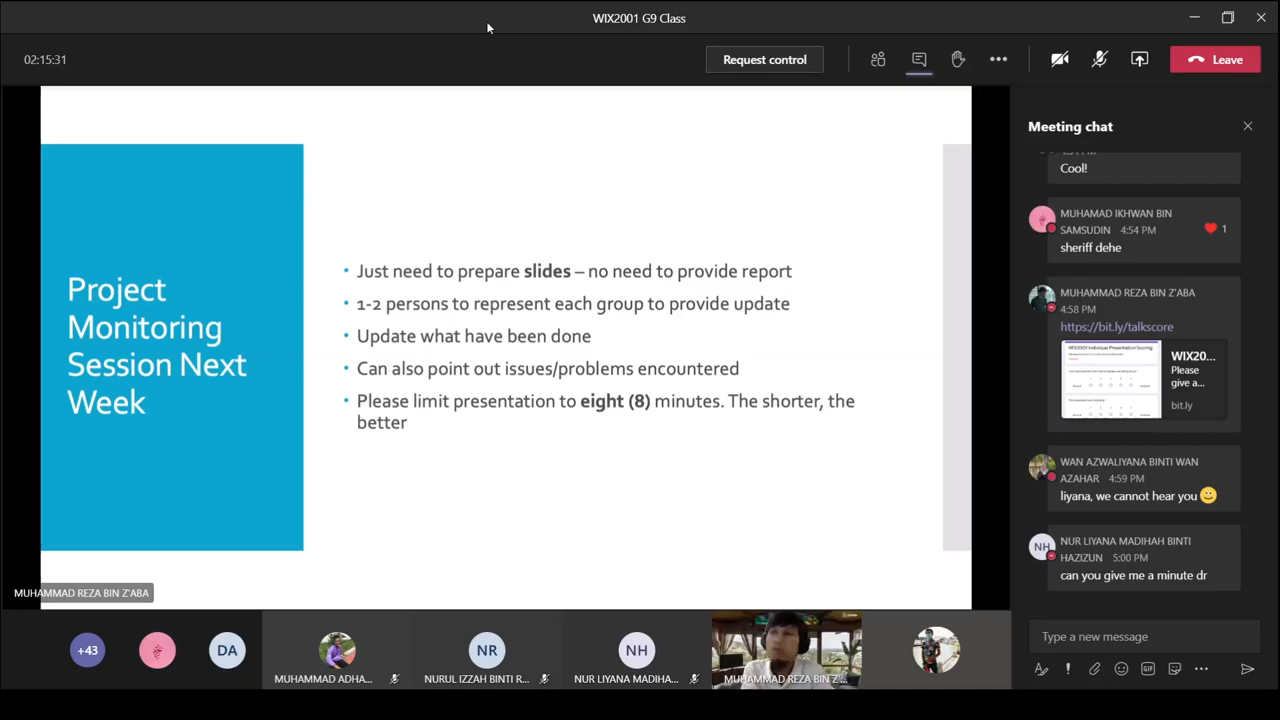 WIX2001 G9 Class
02:15:31
Request control
Leave
Project
Monitoring
Session Next
Week
• Just need to prepare slides – no need to provide report
• 1-2 persons to represent each group to provide update
• Update what have been done
• Can also point out issues/problems encountered
• Please limit presentation to eight (8) minutes. The shorter, the
better
MUHAMMAD REZA BIN Z'ABA
+43
DA
MUHAMMAD ADHA...
NR
NURUL IZZAH BINTI R...
NH
NUR LIYANA MADIHA...
MUHAMMAD REZA BIN Z'...
Meeting chat
Cool!
MUHAMAD IKHWAN BIN
SAMSUDIN 4:54 PM
1
sheriff dehe
MUHAMMAD REZA BIN Z'ABA
4:58 PM
https://bit.ly/talkscore
WIX2001 Individual Presentation Scoring
WIX20...
Please
give a...
bit.ly
WAN AZWALIYANA BINTI WAN
AZAHAR 4:59 PM
liyana, we cannot hear you
NH
NUR LIYANA MADIHAH BINTI
HAZIZUN 5:00 PM
can you give me a minute dr
Type a new message
GIF